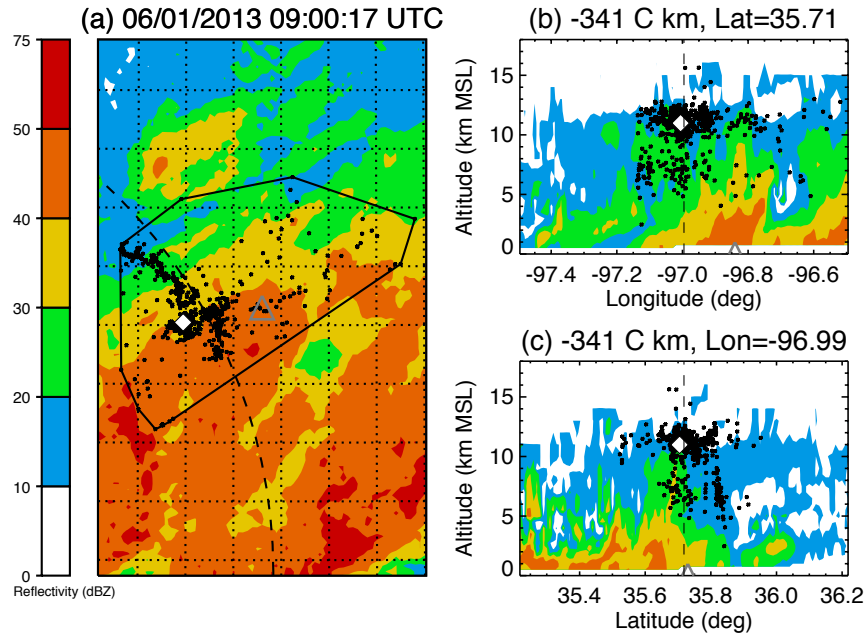 (a) 06/01/2013 09:00:17 UTC
75
50
40
30
20
10
0
Reflectivity (dBZ)
(b) -341 C km, Lat=35.71
Altitude (km MSL)
15
10
5
0
-97.4 -97.2 -97.0 -96.8 -96.6
Longitude (deg)
(c) -341 C km, Lon=-96.99
Altitude (km MSL)
15
10
5
0
35.4 35.6 35.8 36.0 36.2
Latitude (deg)